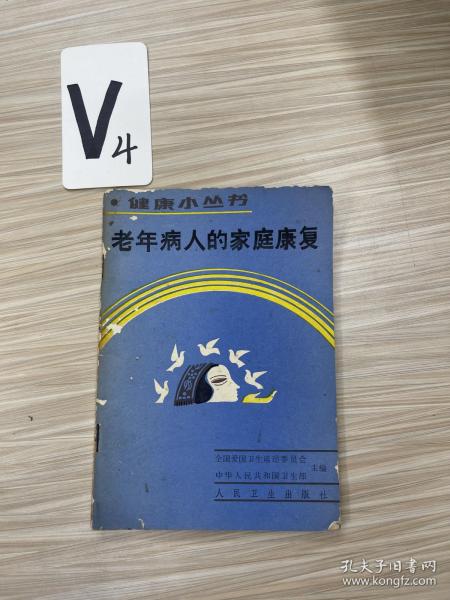 V4
健康小丛书
老年病人的家庭康复
全国爱国卫生运动委员会
中华人民共和国卫生部
主编
人民卫生出版社
孔夫子旧书网
www.kongfz.com